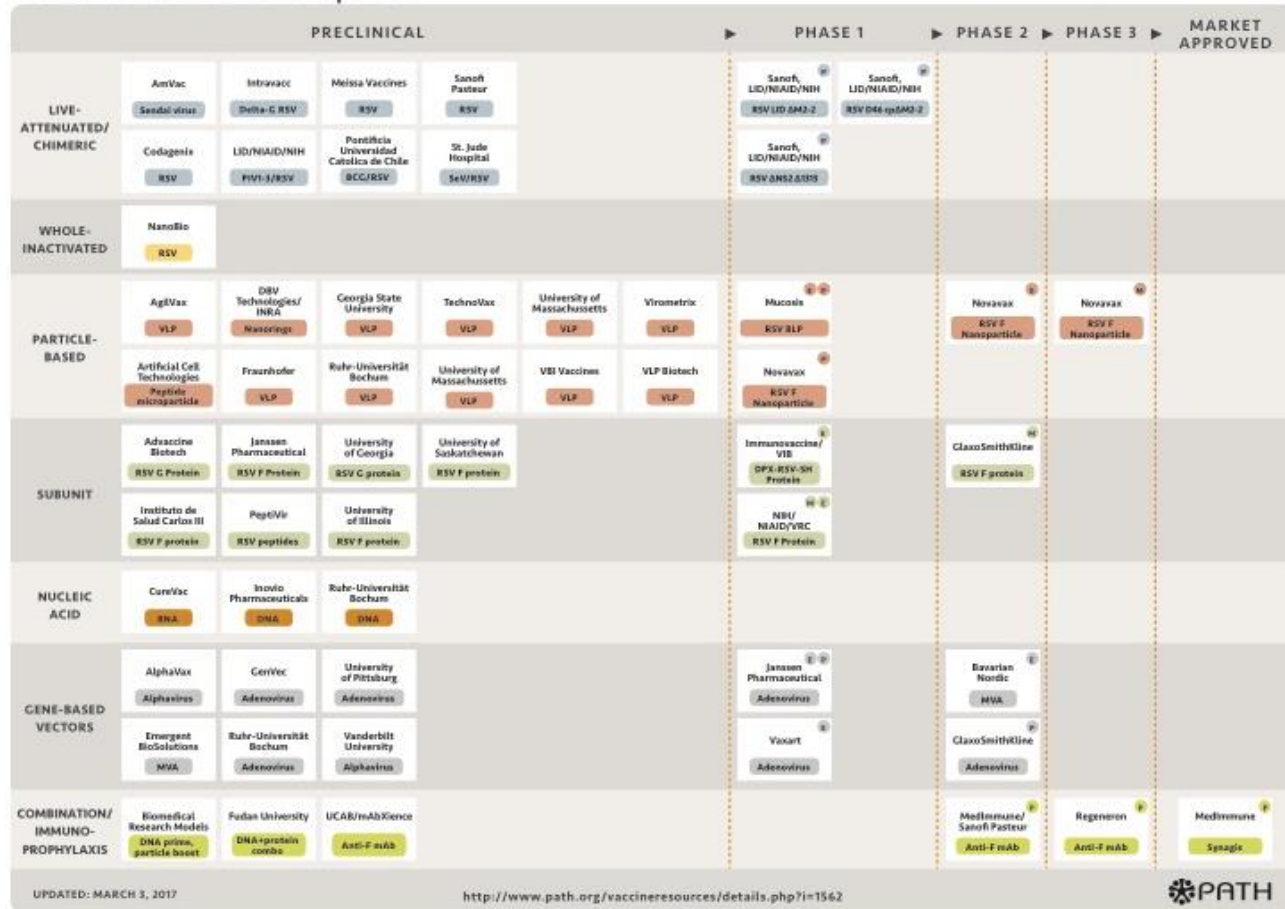 PRECLINICAL ▶ PHASE 1 ▶ PHASE 2 ▶ PHASE 3 ▶ MARKET APPROVED
LIVE-ATTENUATED/ CHIMERIC
AmVac
Sendai virus
Intravacc
Delta-G RSV
Meissa Vaccines
RSV
Sanofi Pasteur
RSV
Sanofi, LID/NIAID/NIH
RSV LID ΔM2-2
P
Sanofi, LID/NIAID/NIH
RSV D46 cpΔM2-2
P
Codagenix
RSV
LID/NIAID/NIH
PIV1-3/RSV
Pontificia Universidad Catolica de Chile
BCG/RSV
St. Jude Hospital
SeV/RSV
Sanofi, LID/NIAID/NIH
RSV ΔNS2 Δ1313
P
WHOLE-INACTIVATED
NanoBio
RSV
PARTICLE-BASED
AgilVax
VLP
DBV Technologies/ INRA
Nanorings
Georgia State University
VLP
TechnoVax
VLP
University of Massachussetts
VLP
Virometrix
VLP
Mucosis
RSV BLP
E P
Novavax
RSV F Nanoparticle
E
Novavax
RSV F Nanoparticle
M
Artificial Cell Technologies
Peptide microparticle
Fraunhofer
VLP
Ruhr-Universität Bochum
VLP
University of Massachussetts
VLP
VBI Vaccines
VLP
VLP Biotech
VLP
Novavax
RSV F Nanoparticle
P
SUBUNIT
Advaccine Biotech
RSV G Protein
Janssen Pharmaceutical
RSV F Protein
University of Georgia
RSV G protein
University of Saskatchewan
RSV F protein
Immunovaccine/ VIB
DPX-RSV-SH Protein
E
GlaxoSmithKline
RSV F protein
M
Instituto de Salud Carlos III
RSV F protein
PeptiVir
RSV peptides
University of Illinois
RSV F protein
NIH/ NIAID/VRC
RSV F Protein
M E
NUCLEIC ACID
CureVac
RNA
Inovio Pharmaceuticals
DNA
Ruhr-Universität Bochum
DNA
GENE-BASED VECTORS
AlphaVax
Alphavirus
GenVec
Adenovirus
University of Pittsburg
Adenovirus
Janssen Pharmaceutical
Adenovirus
E P
Bavarian Nordic
MVA
E
Emergent BioSolutions
MVA
Ruhr-Universität Bochum
Adenovirus
Vanderbilt University
Alphavirus
Vaxart
Adenovirus
E
GlaxoSmithKline
Adenovirus
P
COMBINATION/ IMMUNO-PROPHYLAXIS
Biomedical Research Models
DNA prime, particle boost
Fudan University
DNA+protein combo
UCAB/mAbXience
Anti-F mAb
MedImmune/ Sanofi Pasteur
Anti-F mAb
P
Regeneron
Anti-F mAb
P
MedImmune
Synagis
P
UPDATED: MARCH 3, 2017
http://www.path.org/vaccineresources/details.php?i=1562
PATH